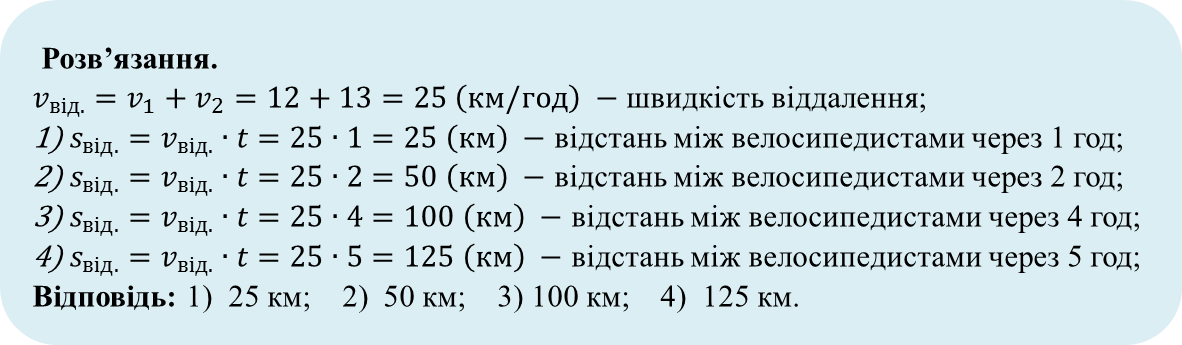 Розв’язання.
𝑣від. = 𝑣₁ + 𝑣₂ = 12 + 13 = 25 (км/год) − швидкість віддалення;
1) 𝑠від. = 𝑣від. ∙ 𝑡 = 25 ∙ 1 = 25 (км) − відстань між велосипедистами через 1 год;
2) 𝑠від. = 𝑣від. ∙ 𝑡 = 25 ∙ 2 = 50 (км) − відстань між велосипедистами через 2 год;
3) 𝑠від. = 𝑣від. ∙ 𝑡 = 25 ∙ 4 = 100 (км) − відстань між велосипедистами через 4 год;
4) 𝑠від. = 𝑣від. ∙ 𝑡 = 25 ∙ 5 = 125 (км) − відстань між велосипедистами через 5 год;
Відповідь: 1) 25 км; 2) 50 км; 3) 100 км; 4) 125 км.